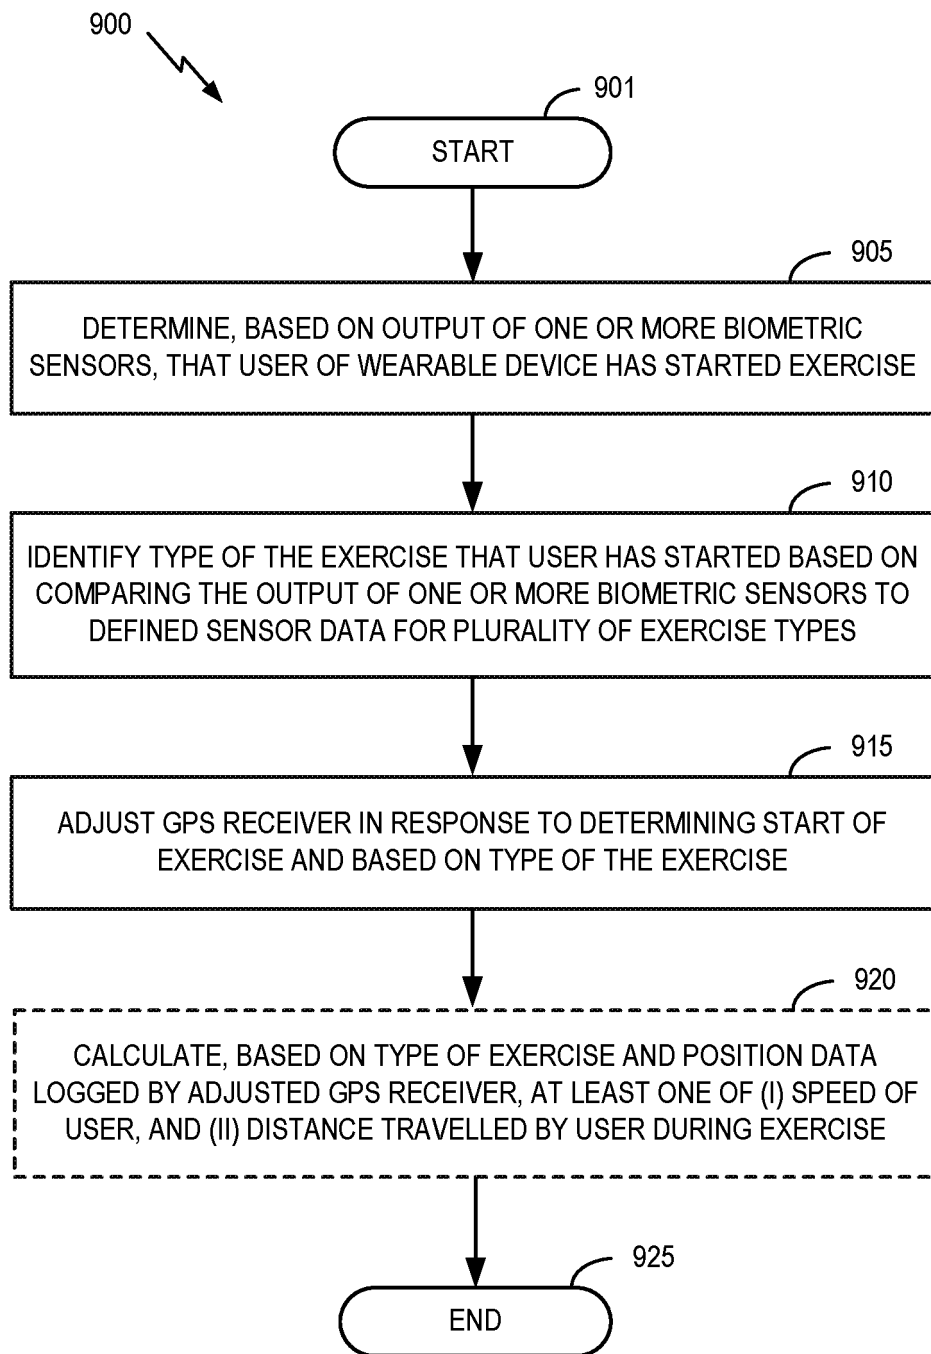 900
901
START
905
DETERMINE, BASED ON OUTPUT OF ONE OR MORE BIOMETRIC
SENSORS, THAT USER OF WEARABLE DEVICE HAS STARTED EXERCISE
910
IDENTIFY TYPE OF THE EXERCISE THAT USER HAS STARTED BASED ON
COMPARING THE OUTPUT OF ONE OR MORE BIOMETRIC SENSORS TO
DEFINED SENSOR DATA FOR PLURALITY OF EXERCISE TYPES
915
ADJUST GPS RECEIVER IN RESPONSE TO DETERMINING START OF
EXERCISE AND BASED ON TYPE OF THE EXERCISE
920
CALCULATE, BASED ON TYPE OF EXERCISE AND POSITION DATA
LOGGED BY ADJUSTED GPS RECEIVER, AT LEAST ONE OF (I) SPEED OF
USER, AND (II) DISTANCE TRAVELLED BY USER DURING EXERCISE
925
END